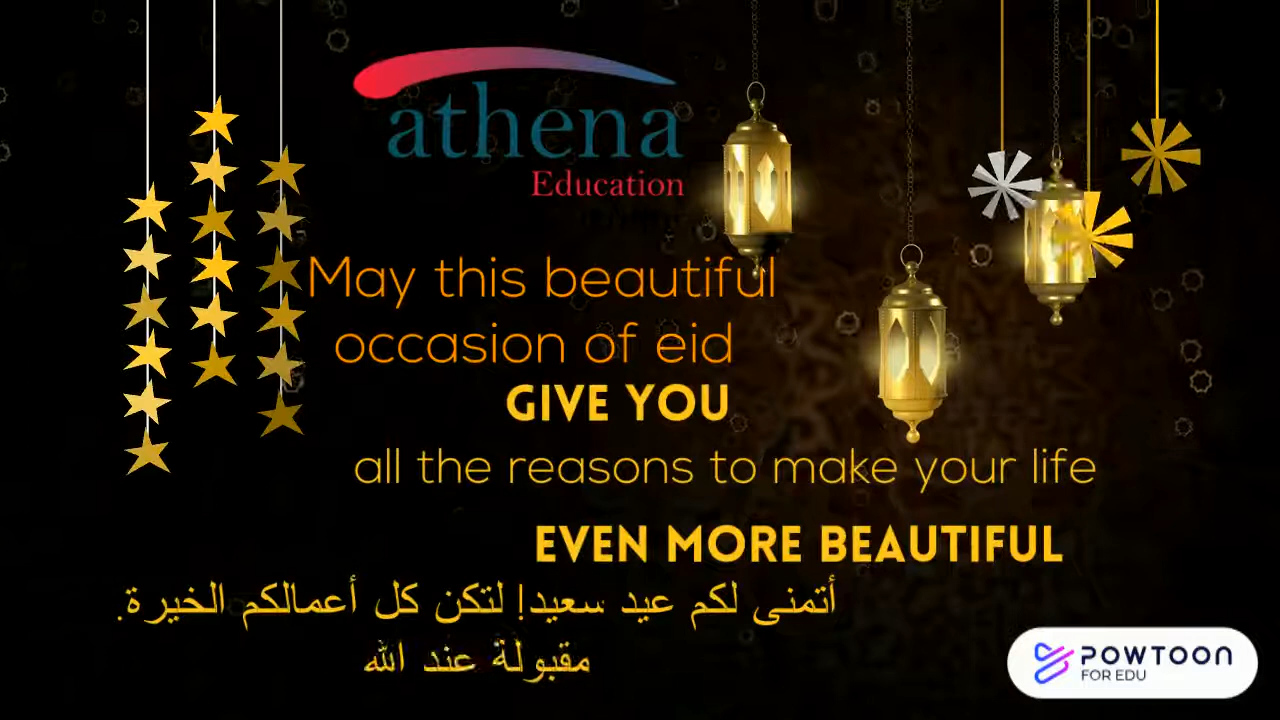 athena
Education
May this beautiful
occasion of eid
GIVE YOU
all the reasons to make your life
EVEN MORE BEAUTIFUL
أتمنى لكم عيد سعيد! لتكن كل أعمالكم الخيرة.
مقبولة عند الله
POWTOON
FOR EDU